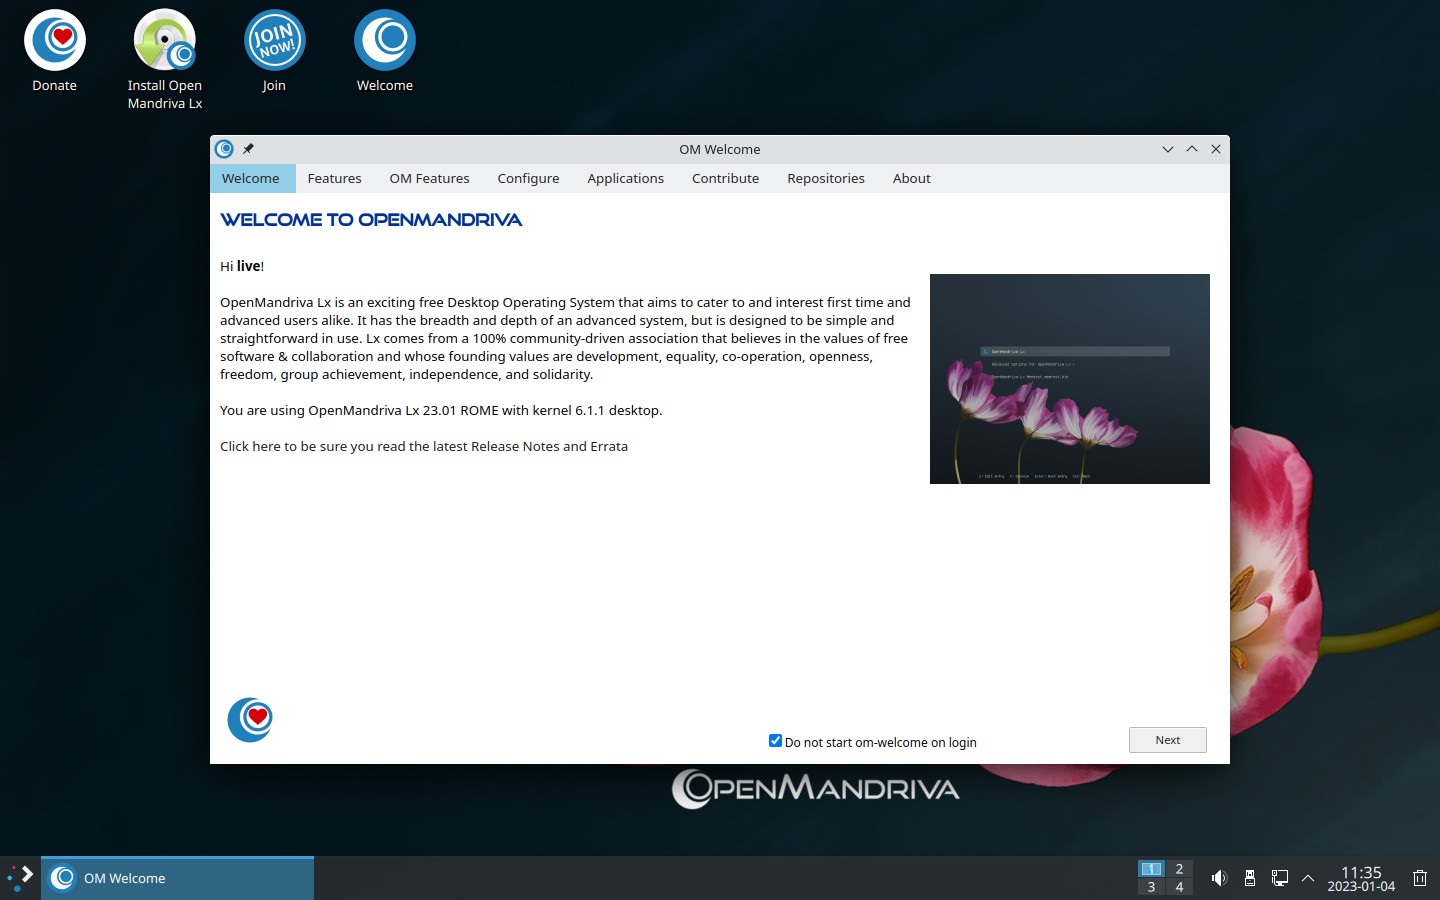 JOIN
NOW!
Donate
Install Open
Mandriva Lx
Join
Welcome
OM Welcome
Welcome
Features
OM Features
Configure
Applications
Contribute
Repositories
About
WELCOME TO OPENMANDRIVA
Hi live!
OpenMandriva Lx is an exciting free Desktop Operating System that aims to cater to and interest first time and
advanced users alike. It has the breadth and depth of an advanced system, but is designed to be simple and
straightforward in use. Lx comes from a 100% community-driven association that believes in the values of free
software & collaboration and whose founding values are development, equality, co-operation, openness,
freedom, group achievement, independence, and solidarity.
You are using OpenMandriva Lx 23.01 ROME with kernel 6.1.1 desktop.
Click here to be sure you read the latest Release Notes and Errata
OpenMandriva Lx
Do not start om-welcome on login
Next
OPENMANDRIVA
OM Welcome
1
2
3
4
11:35
2023-01-04